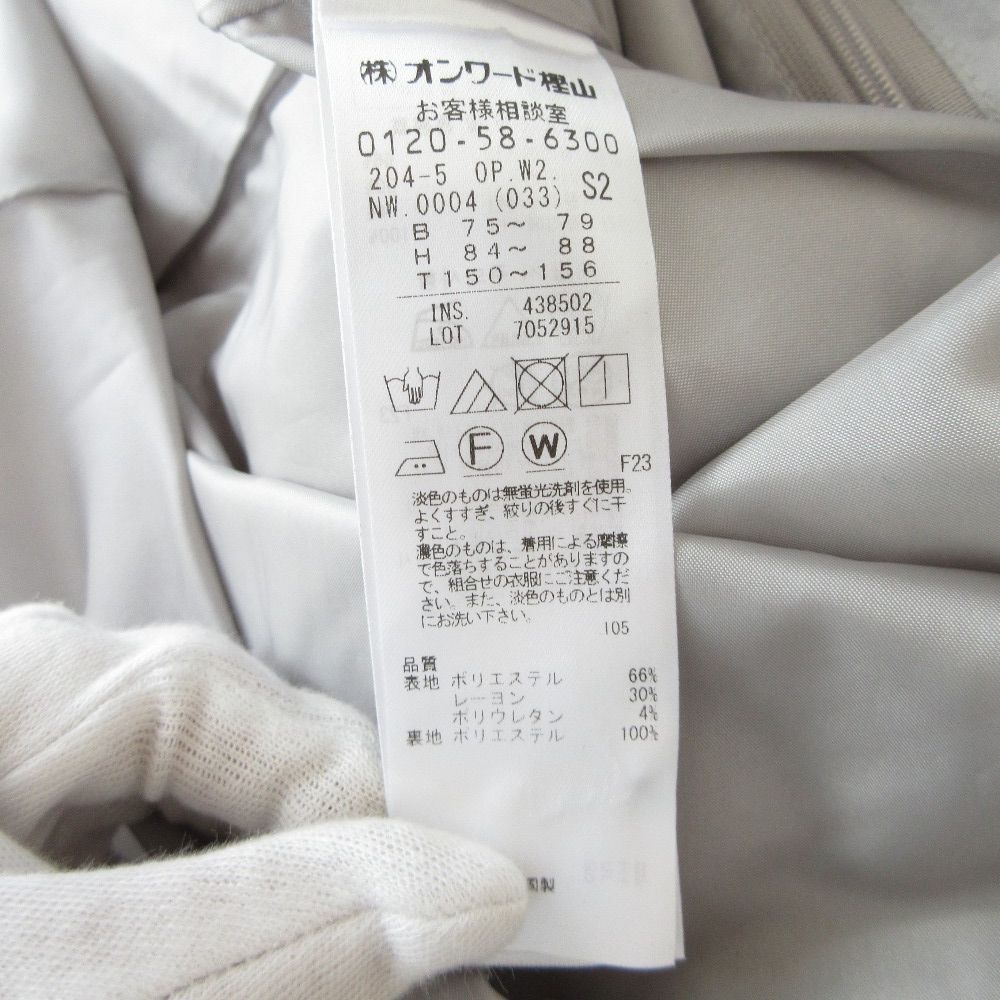 ㈱オンワード樫山
お客様相談室
0120-58-6300
204-5 OP.W2.
NW.0004 (033) S2
B 75〜 79
H 84〜 88
T150〜156
INS. 438502
LOT 7052915
F
W
F23
淡色のものは無蛍光洗剤を使用。
よくすすぎ、絞りの後すぐに干
すこと。
濃色のものは、着用による摩擦
で色落ちすることがありますの
で、組合せの衣服にご注意くだ
さい。また、淡色のものとは別
にお洗い下さい。
105
品質
表地 ポリエステル 66%
レーヨン 30%
ポリウレタン 4%
裏地 ポリエステル 100%
国製